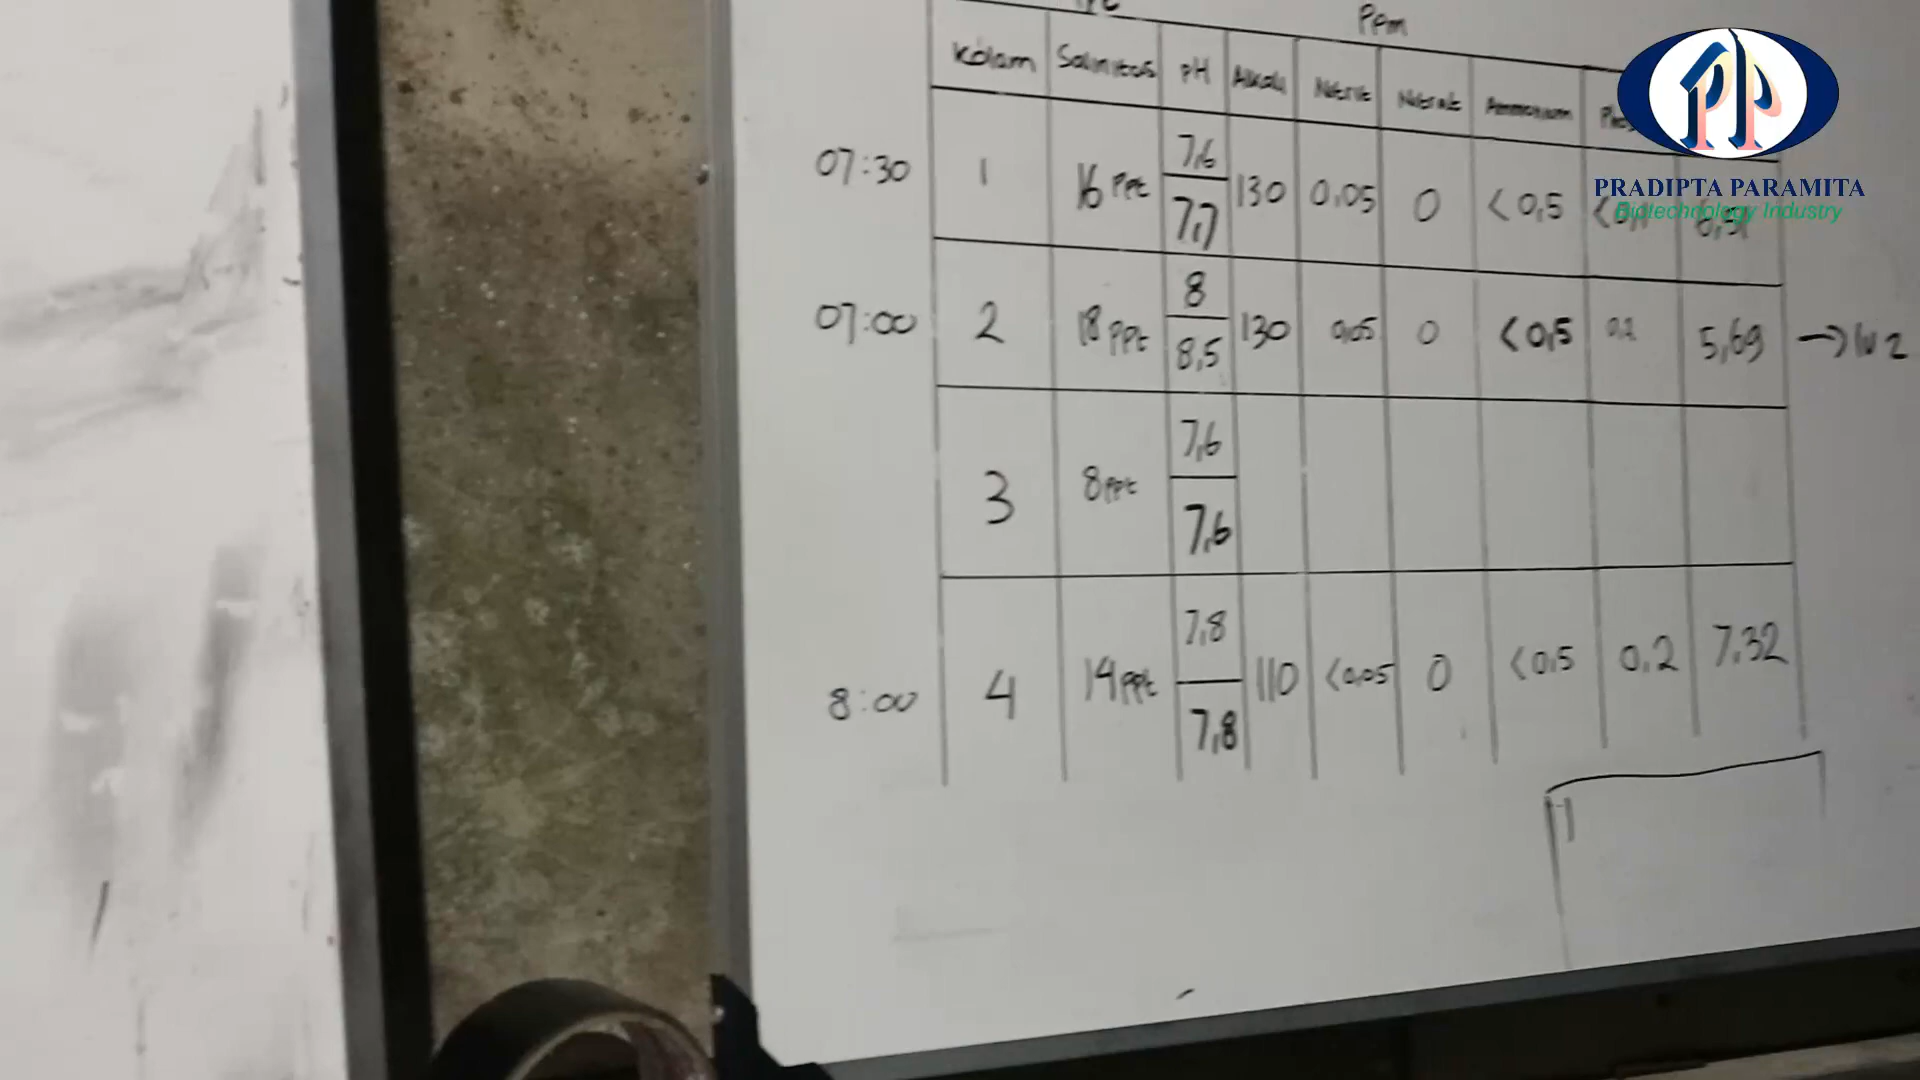 Ppm
Kolam Salinitas pH Alkali Nitrit Nitrat Ammonium
07:30 1 16 PPt 7,6 7,7 130 0,05 0 <0,5
07:00 2 18 PPt 8 8,5 130 0,05 0 <0,5 0,2 5,69
3 8 PPt 7,6 7,6
8:00 4 14 PPt 7,8 7,8 110 <0,05 0 <0,5 0,2 7,32
PRADIPTA PARAMITA
Biotechnology Industry